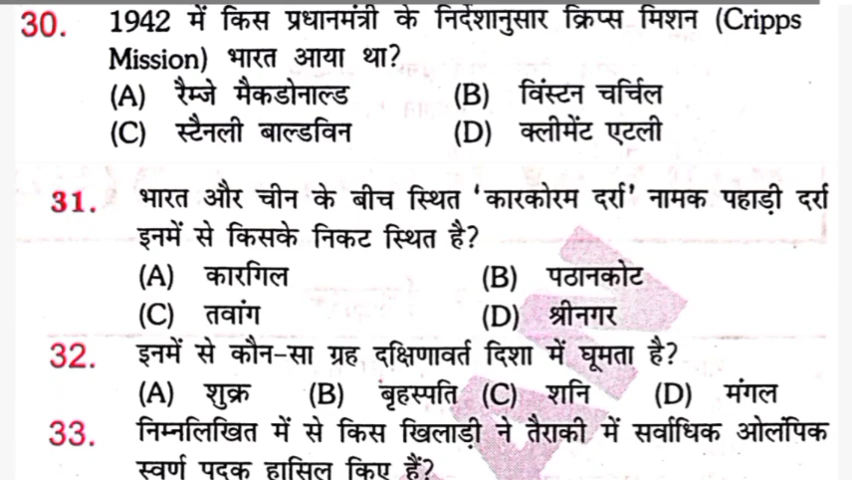 30. 1942 में किस प्रधानमंत्री के निर्देशानुसार क्रिप्स मिशन (Cripps
Mission) भारत आया था?
(A) रैम्जे मैकडोनाल्ड (B) विंस्टन चर्चिल
(C) स्टैनली बाल्डविन (D) क्लीमेंट एटली
31. भारत और चीन के बीच स्थित ‘कारकोरम दर्रा’ नामक पहाड़ी दर्रा
इनमें से किसके निकट स्थित है?
(A) कारगिल (B) पठानकोट
(C) तवांग (D) श्रीनगर
32. इनमें से कौन-सा ग्रह दक्षिणावर्त दिशा में घूमता है?
(A) शुक्र (B) बृहस्पति (C) शनि (D) मंगल
33. निम्नलिखित में से किस खिलाड़ी ने तैराकी में सर्वाधिक ओलंपिक
स्वर्ण पदक हासिल किए हैं?